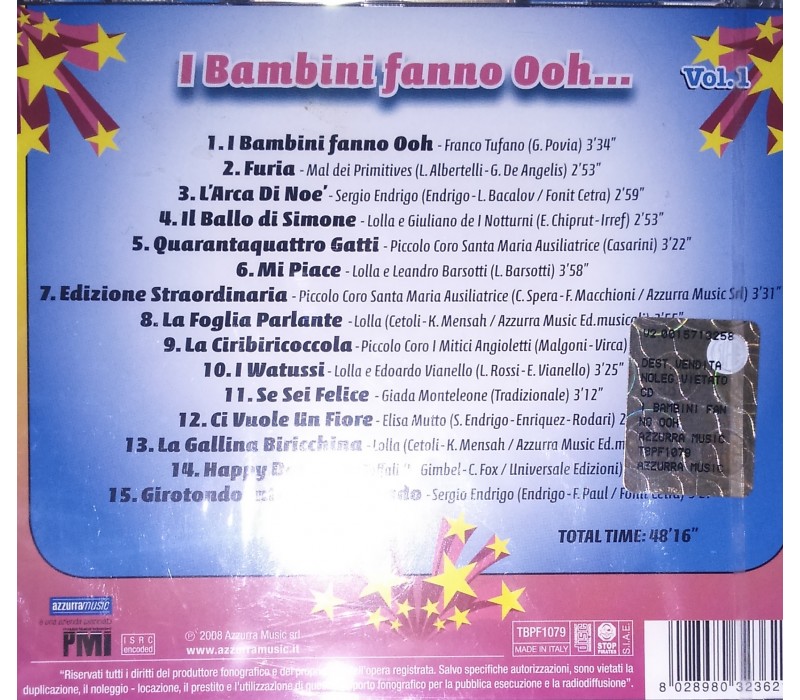 I Bambini fanno Ooh...
Vol. 1
1. I Bambini fanno Ooh - Franco Tufano (G. Povia) 3'34"
2. Furia - Mal dei Primitives (L. Albertelli - G. De Angelis) 2'53"
3. L'Arca Di Noe' - Sergio Endrigo (Endrigo - L. Bacalov / Fonit Cetra) 2'59"
4. Il Ballo di Simone - Lolla e Giuliano de I Notturni (E. Chiprut - Irref) 2'53"
5. Quarantaquattro Gatti - Piccolo Coro Santa Maria Ausiliatrice (Casarini) 3'22"
6. Mi Piace - Lolla e Leandro Barsotti (L. Barsotti) 3'58"
7. Edizione Straordinaria - Piccolo Coro Santa Maria Ausiliatrice (C. Spera - F. Macchioni / Azzurra Music Srl) 3'31"
8. La Foglia Parlante - Lolla (Cetoli - K. Mensah / Azzurra Music Ed. musicali)
9. La Ciribiricoccola - Piccolo Coro I Mitici Angioletti (Malgoni - Virca)
10. I Watussi - Lolla e Edoardo Vianello (L. Rossi - E. Vianello) 3'25"
11. Se Sei Felice - Giada Monteleone (Tradizionale) 3'12"
12. Ci Vuole Un Fiore - Elisa Mutto (S. Endrigo - Enriquez - Rodari)
13. La Gallina Biricchina - Lolla (Cetoli - K. Mensah / Azzurra Music Ed.
14. Happy Gimbel - C. Fox / Universale Edizioni)
15. Girotondo - Sergio Endrigo (Endrigo - F. Paul / Fonit Cetra)
TOTAL TIME: 48'16"
DEST. VENDITA
NOLEG VIETATO
CD
I BAMBINI FAN
NO OOH
AZZURRA MUSIC
TBPF1079
AZZURRA MUSIC
azzurramusic
PMI
ISRC
encoded
℗ 2008 Azzurra Music srl
www.azzurramusic.it
TBPF1079
MADE IN ITALY
STOP
PIRATES
S.I.A.E.
"Riservati tutti i diritti del produttore fonografico e del opera registrata. Salvo specifiche autorizzazioni, sono vietati la
duplicazione, il noleggio - locazione, il prestito e l'utilizzazione di fonografico per la pubblica esecuzione e la radiodiffusione".
8 028980 32362